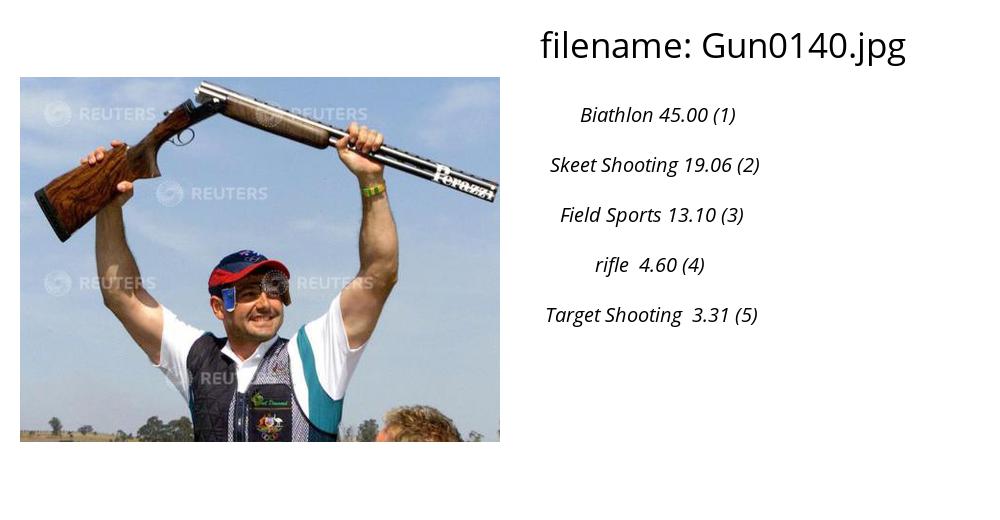 filename: Gun0140.jpg
Biathlon 45.00 (1)
Skeet Shooting 19.06 (2)
Field Sports 13.10 (3)
rifle 4.60 (4)
Target Shooting 3.31 (5)
REUTERS
REUTERS
Perazzi
REUTERS
REUTERS
REUTERS
REU